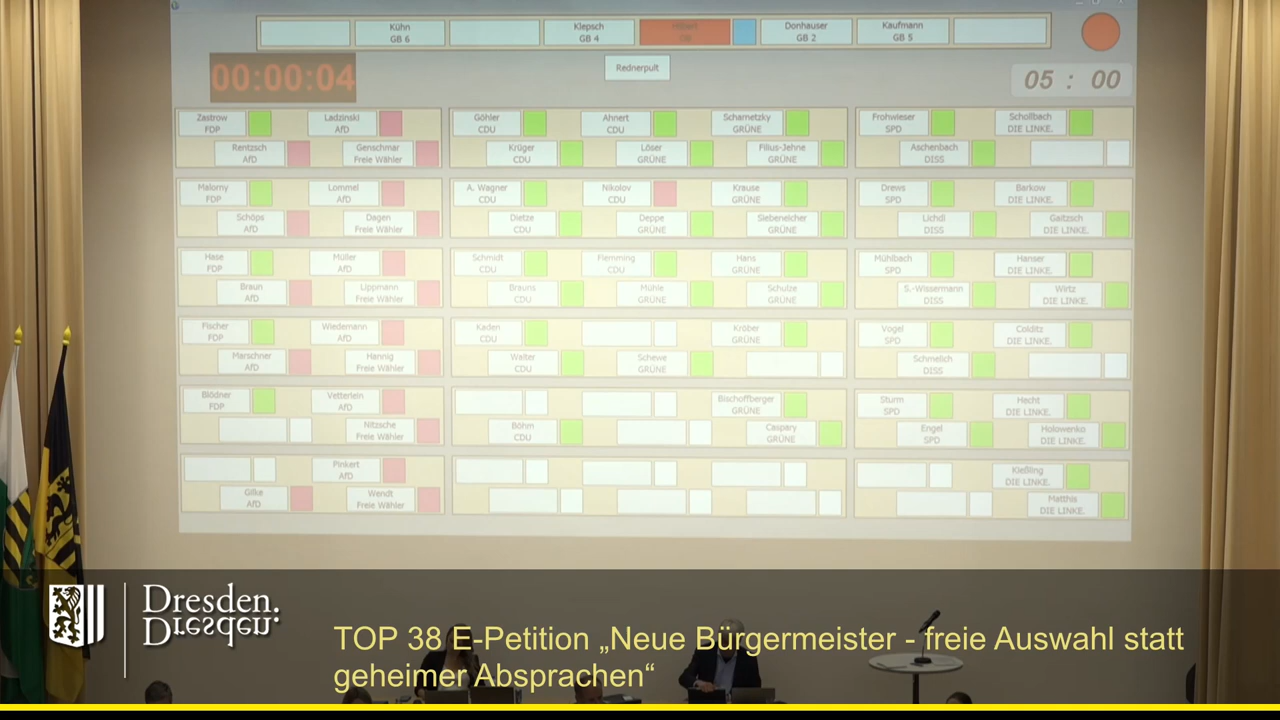 Kühn
GB 6
Klepsch
GB 4
Donhauser
GB 2
Kaufmann
GB 5
00:00:04
Rednerpult
05 : 00
Zastrow
FDP
Ladzinski
AfD
Göhler
CDU
Ahnert
CDU
Schametzky
GRÜNE
Frohwieser
SPD
Schollbach
DIE LINKE.
Rentzsch
AfD
Genschmar
Freie Wähler
Krüger
CDU
Löser
GRÜNE
Filius-Jehne
GRÜNE
Aschenbach
DISS
Malorny
FDP
Lommel
AfD
A. Wagner
CDU
Nikolov
CDU
Krause
GRÜNE
Drews
SPD
Barkow
DIE LINKE.
Schöps
AfD
Dagen
Freie Wähler
Dietze
CDU
Deppe
GRÜNE
Siebeneicher
GRÜNE
Lichdi
DISS
Gaitzsch
DIE LINKE.
Hase
FDP
Müller
AfD
Schmidt
CDU
Flemming
CDU
Hans
GRÜNE
Mühlbach
SPD
Hanser
DIE LINKE.
Braun
AfD
Lippmann
Freie Wähler
Brauns
CDU
Mühle
GRÜNE
Schulze
GRÜNE
S.-Wissermann
DISS
Wirtz
DIE LINKE.
Fischer
FDP
Wiedemann
AfD
Kaden
CDU
Kröber
GRÜNE
Vogel
SPD
Colditz
DIE LINKE.
Marschner
AfD
Hannig
Freie Wähler
Walter
CDU
Schewe
GRÜNE
Schmelich
DISS
Blödner
FDP
Vetterlein
AfD
Bischoffberger
GRÜNE
Sturm
SPD
Hecht
DIE LINKE.
Nitzsche
Freie Wähler
Böhm
CDU
Caspary
GRÜNE
Engel
SPD
Holowenko
DIE LINKE.
Pinkert
AfD
Kießling
DIE LINKE.
Gilke
AfD
Wendt
Freie Wähler
Matthis
DIE LINKE.
Dresden.
Dresden.
TOP 38 E-Petition „Neue Bürgermeister - freie Auswahl statt
geheimer Absprachen“